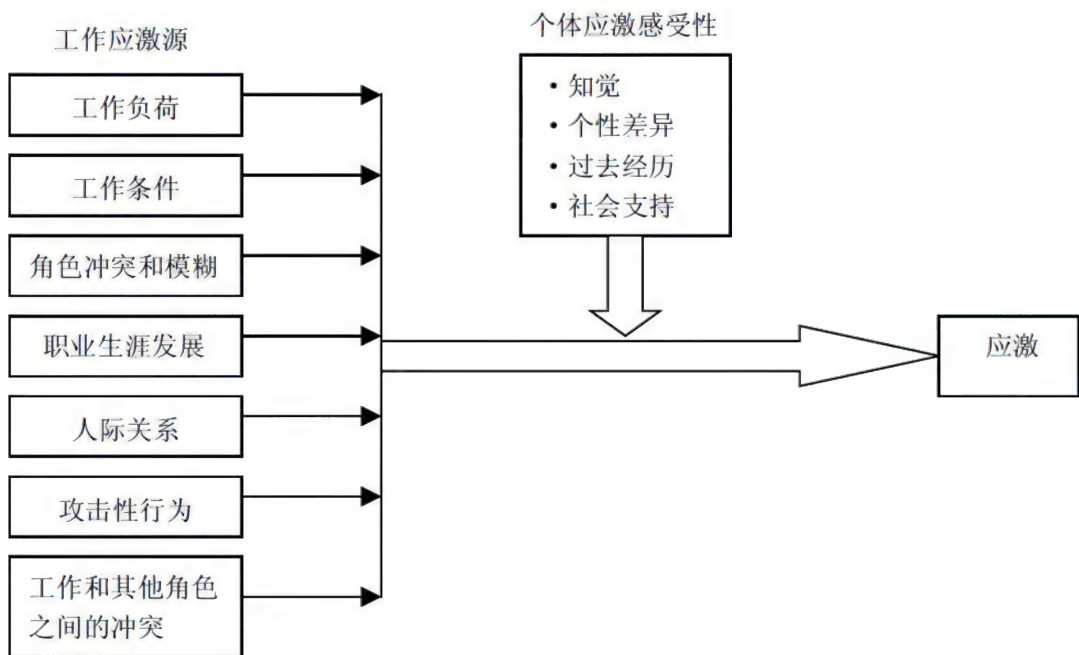 工作应激源
工作负荷
工作条件
角色冲突和模糊
职业生涯发展
人际关系
攻击性行为
工作和其他角色
之间的冲突
个体应激感受性
·知觉
·个性差异
·过去经历
·社会支持
应激